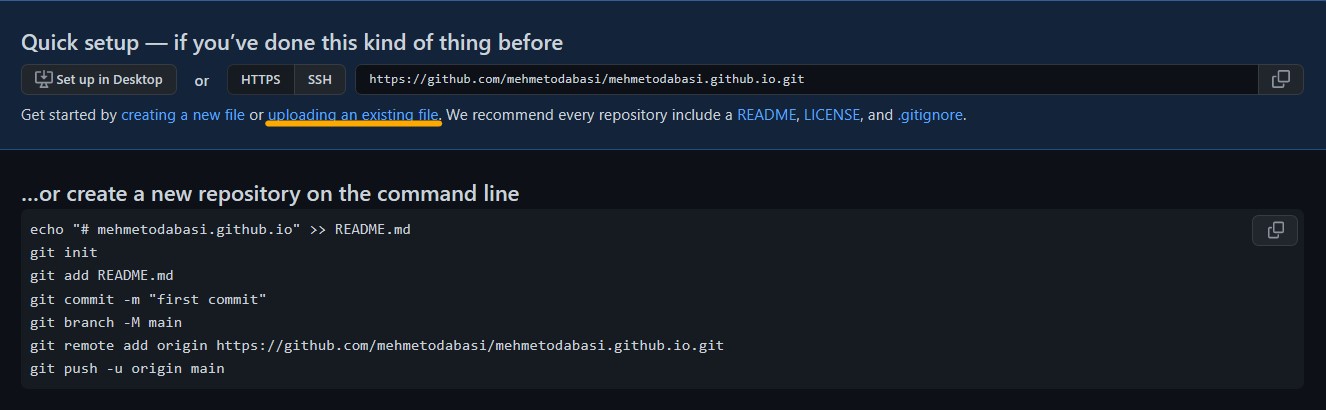 Quick setup — if you’ve done this kind of thing before
Set up in Desktop or HTTPS SSH https://github.com/mehmetodabasi/mehmetodabasi.github.io.git
Get started by creating a new file or uploading an existing file. We recommend every repository include a README, LICENSE, and .gitignore.
…or create a new repository on the command line
echo "# mehmetodabasi.github.io" >> README.md
git init
git add README.md
git commit -m "first commit"
git branch -M main
git remote add origin https://github.com/mehmetodabasi/mehmetodabasi.github.io.git
git push -u origin main